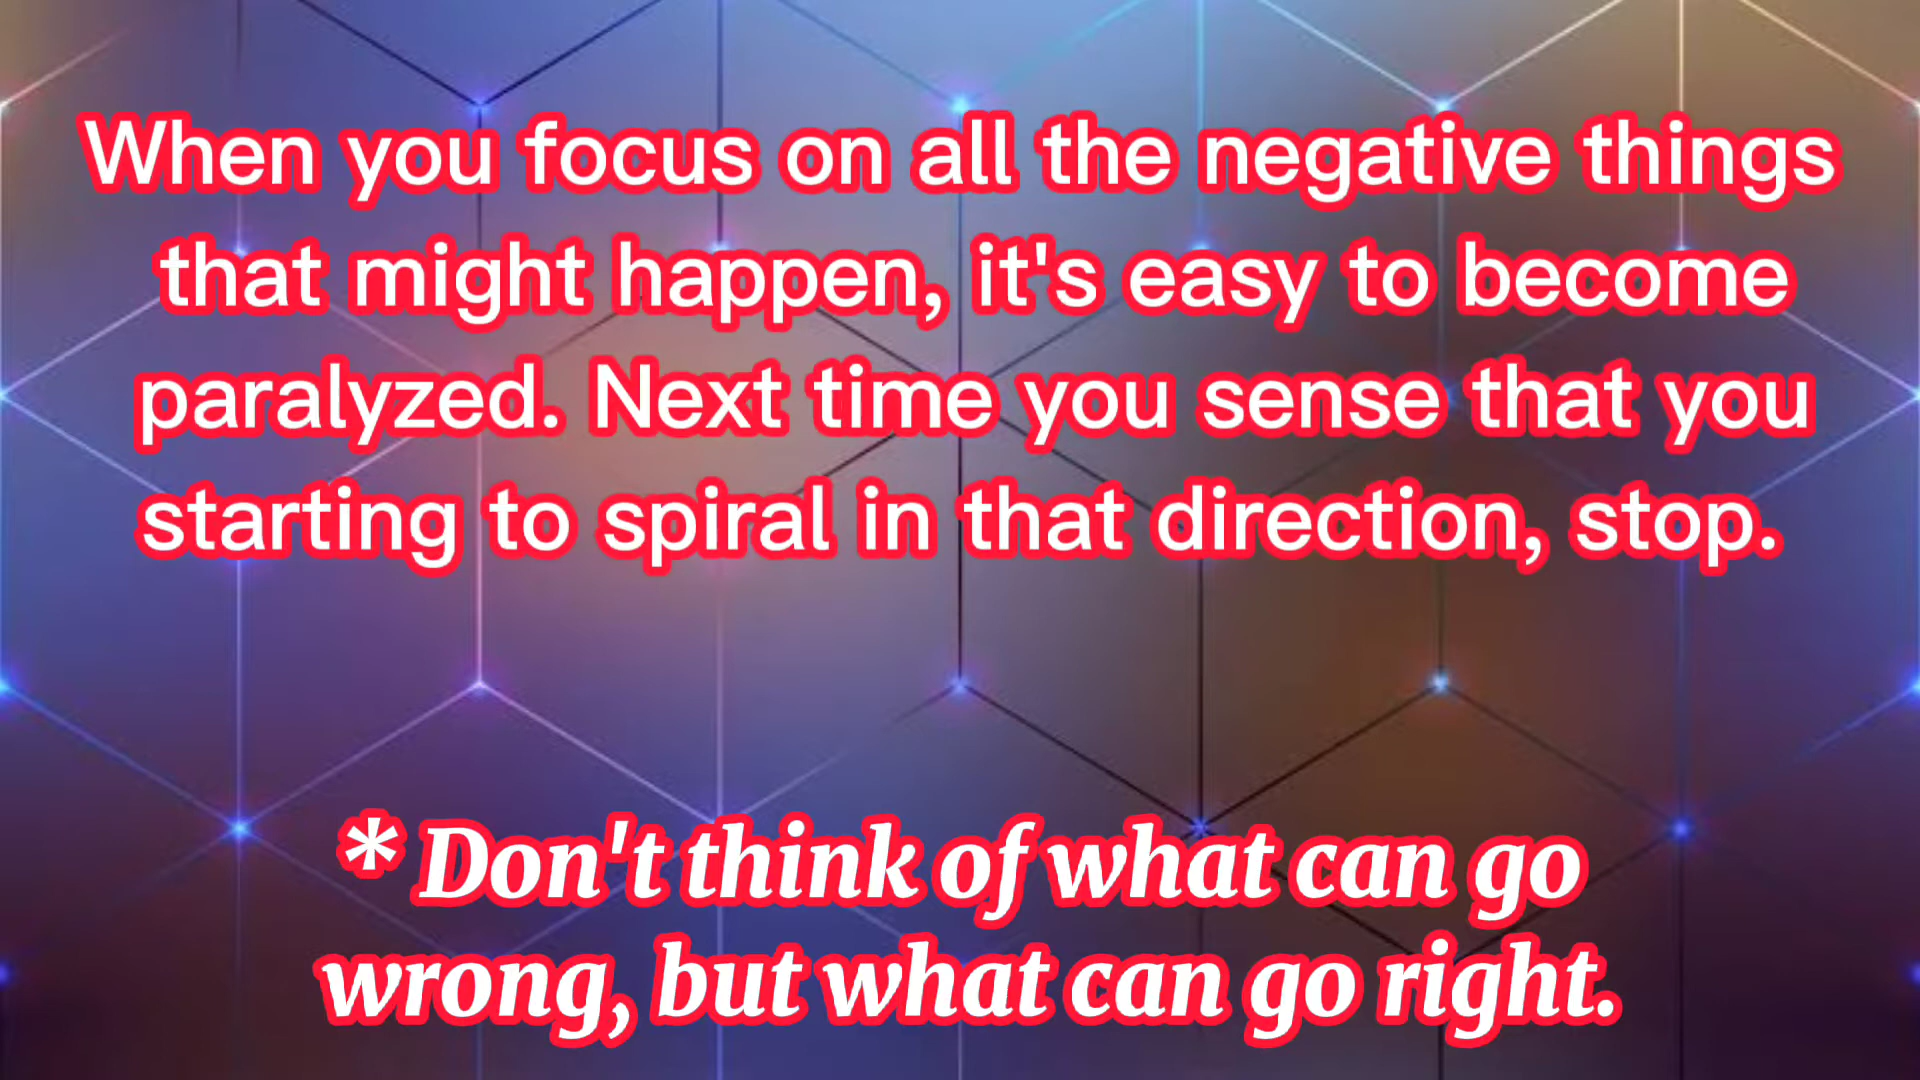 When you focus on all the negative things
that might happen, it's easy to become
paralyzed. Next time you sense that you
starting to spiral in that direction, stop.
* Don't think of what can go
wrong, but what can go right.